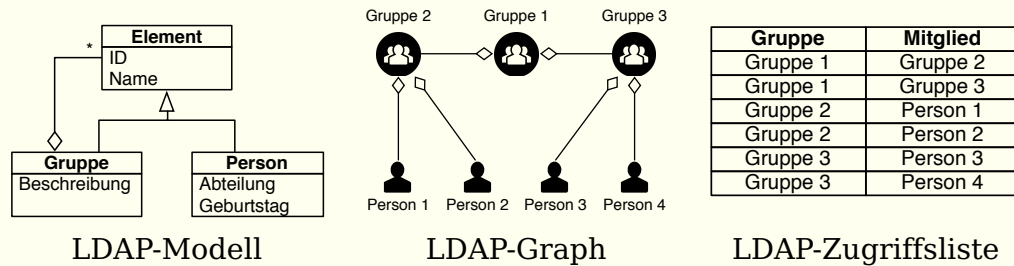 Element
*
ID
Name
Gruppe
Beschreibung
Person
Abteilung
Geburtstag
LDAP-Modell
Gruppe 2 Gruppe 1 Gruppe 3
Person 1 Person 2 Person 3 Person 4
LDAP-Graph
Gruppe Mitglied
Gruppe 1 Gruppe 2
Gruppe 1 Gruppe 3
Gruppe 2 Person 1
Gruppe 2 Person 2
Gruppe 3 Person 3
Gruppe 3 Person 4
LDAP-Zugriffsliste